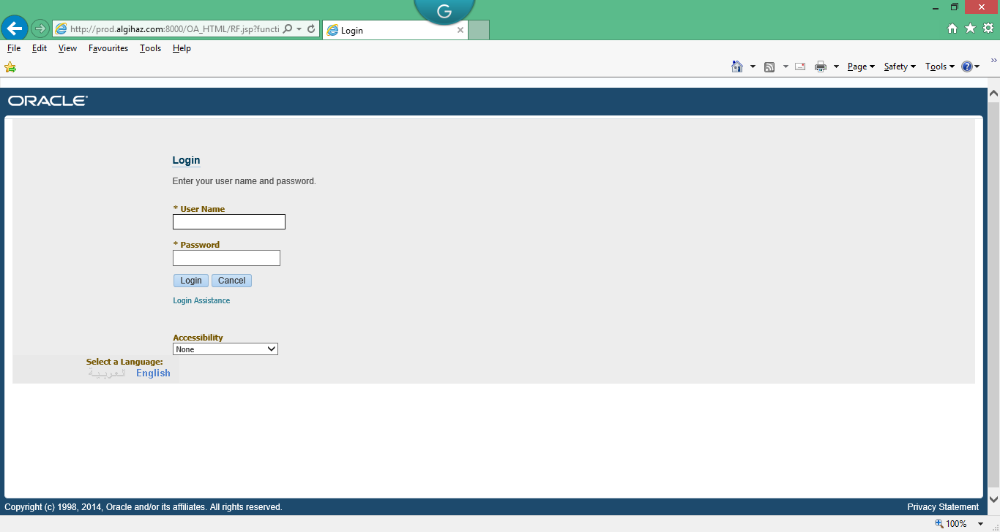 G
http://prod.algihaz.com:8000/OA_HTML/RF.jsp?functi
Login
File Edit View Favourites Tools Help
Page Safety Tools
ORACLE
Login
Enter your user name and password.
* User Name
* Password
Login Cancel
Login Assistance
Accessibility
None
Select a Language:
العربية English
Copyright (c) 1998, 2014, Oracle and/or its affiliates. All rights reserved.
Privacy Statement
100%